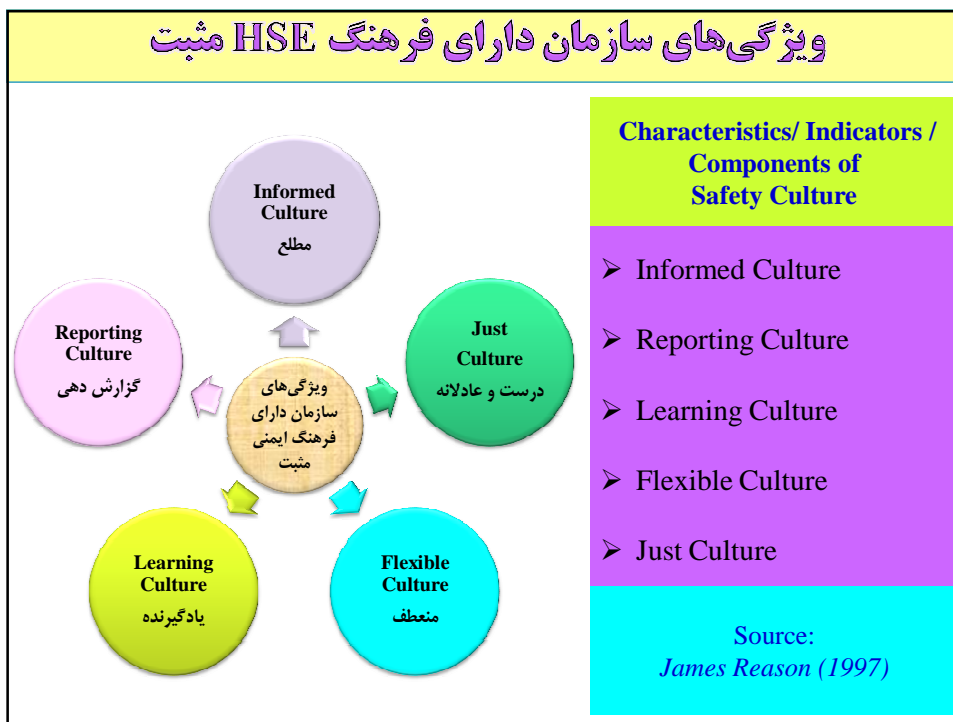 ویژگی‌های سازمان دارای فرهنگ HSE مثبت
Informed
Culture
مطلع
Reporting
Culture
گزارش دهی
Just
Culture
درست و عادلانه
ویژگی‌های
سازمان دارای
فرهنگ ایمنی
مثبت
Learning
Culture
یادگیرنده
Flexible
Culture
منعطف
Characteristics/ Indicators /
Components of
Safety Culture
➢ Informed Culture
➢ Reporting Culture
➢ Learning Culture
➢ Flexible Culture
➢ Just Culture
Source:
James Reason (1997)